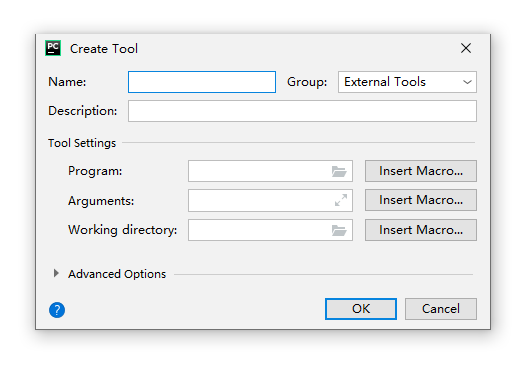 PC Create Tool
Name: Group: External Tools
Description:
Tool Settings
Program: Insert Macro...
Arguments: Insert Macro...
Working directory: Insert Macro...
Advanced Options
? OK Cancel